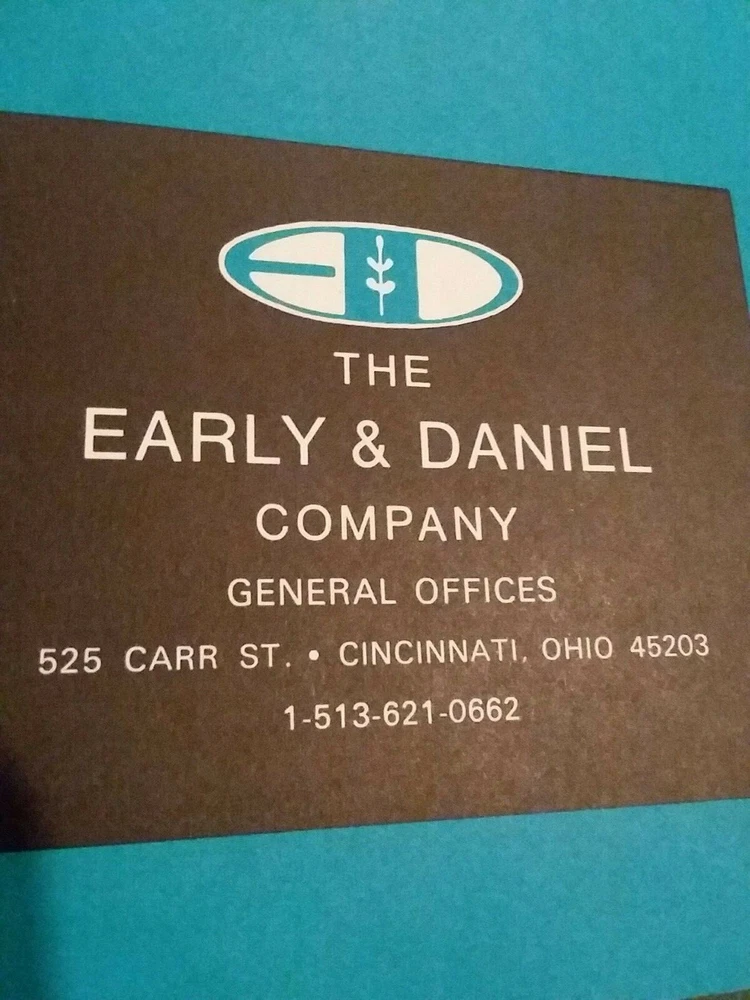 THE
EARLY & DANIEL
COMPANY
GENERAL OFFICES
525 CARR ST. • CINCINNATI, OHIO 45203
1-513-621-0662